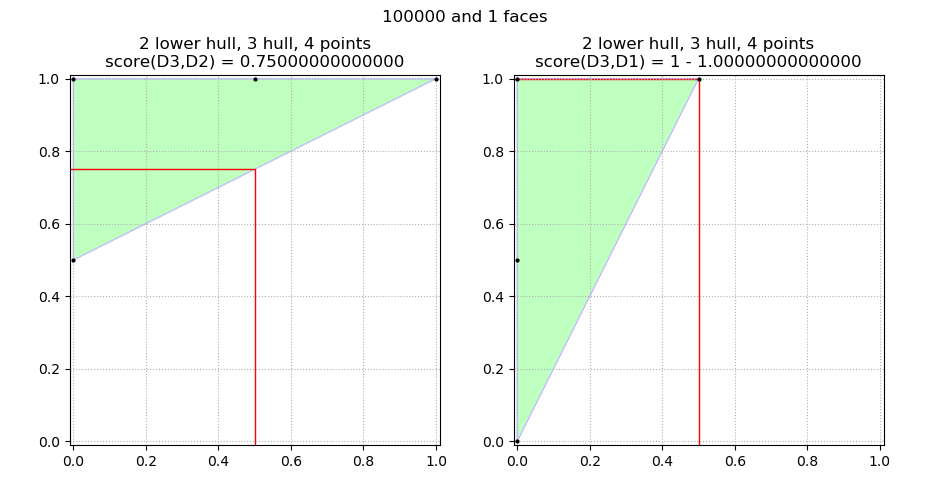 100000 and 1 faces
2 lower hull, 3 hull, 4 points
score(D3,D2) = 0.75000000000000
1.0
0.8
0.6
0.4
0.2
0.0
0.0 0.2 0.4 0.6 0.8 1.0
2 lower hull, 3 hull, 4 points
score(D3,D1) = 1 - 1.00000000000000
1.0
0.8
0.6
0.4
0.2
0.0
0.0 0.2 0.4 0.6 0.8 1.0